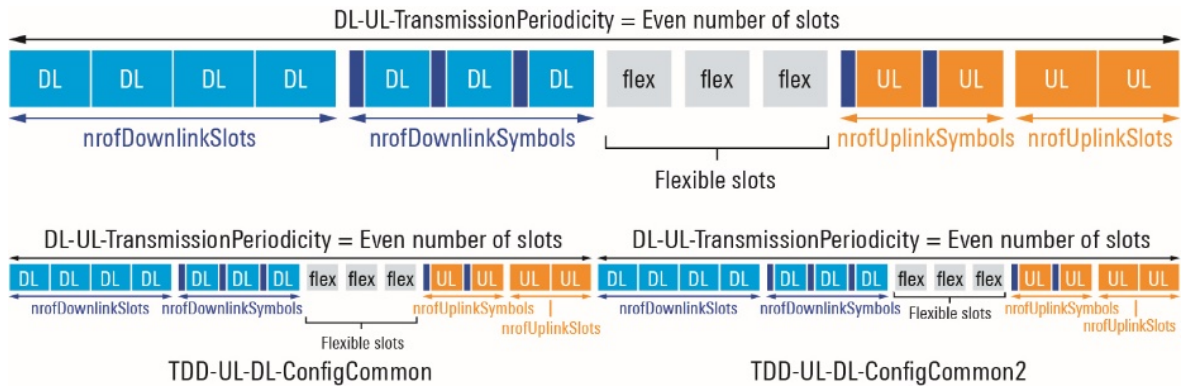 DL-UL-TransmissionPeriodicity = Even number of slots
DL DL DL DL DL DL DL flex flex flex UL UL UL UL
nrofDownlinkSlots nrofDownlinkSymbols nrofUplinkSymbols nrofUplinkSlots
Flexible slots
DL-UL-TransmissionPeriodicity = Even number of slots DL-UL-TransmissionPeriodicity = Even number of slots
DL DL DL DL DL DL DL flex flex flex UL UL UL UL DL DL DL DL DL DL DL flex flex flex UL UL UL UL
nrofDownlinkSlots nrofDownlinkSymbols nrofUplinkSymbols nrofDownlinkSlots nrofDownlinkSymbols nrofUplinkSymbols
Flexible slots nrofUplinkSlots Flexible slots nrofUplinkSlots
TDD-UL-DL-ConfigCommon TDD-UL-DL-ConfigCommon2